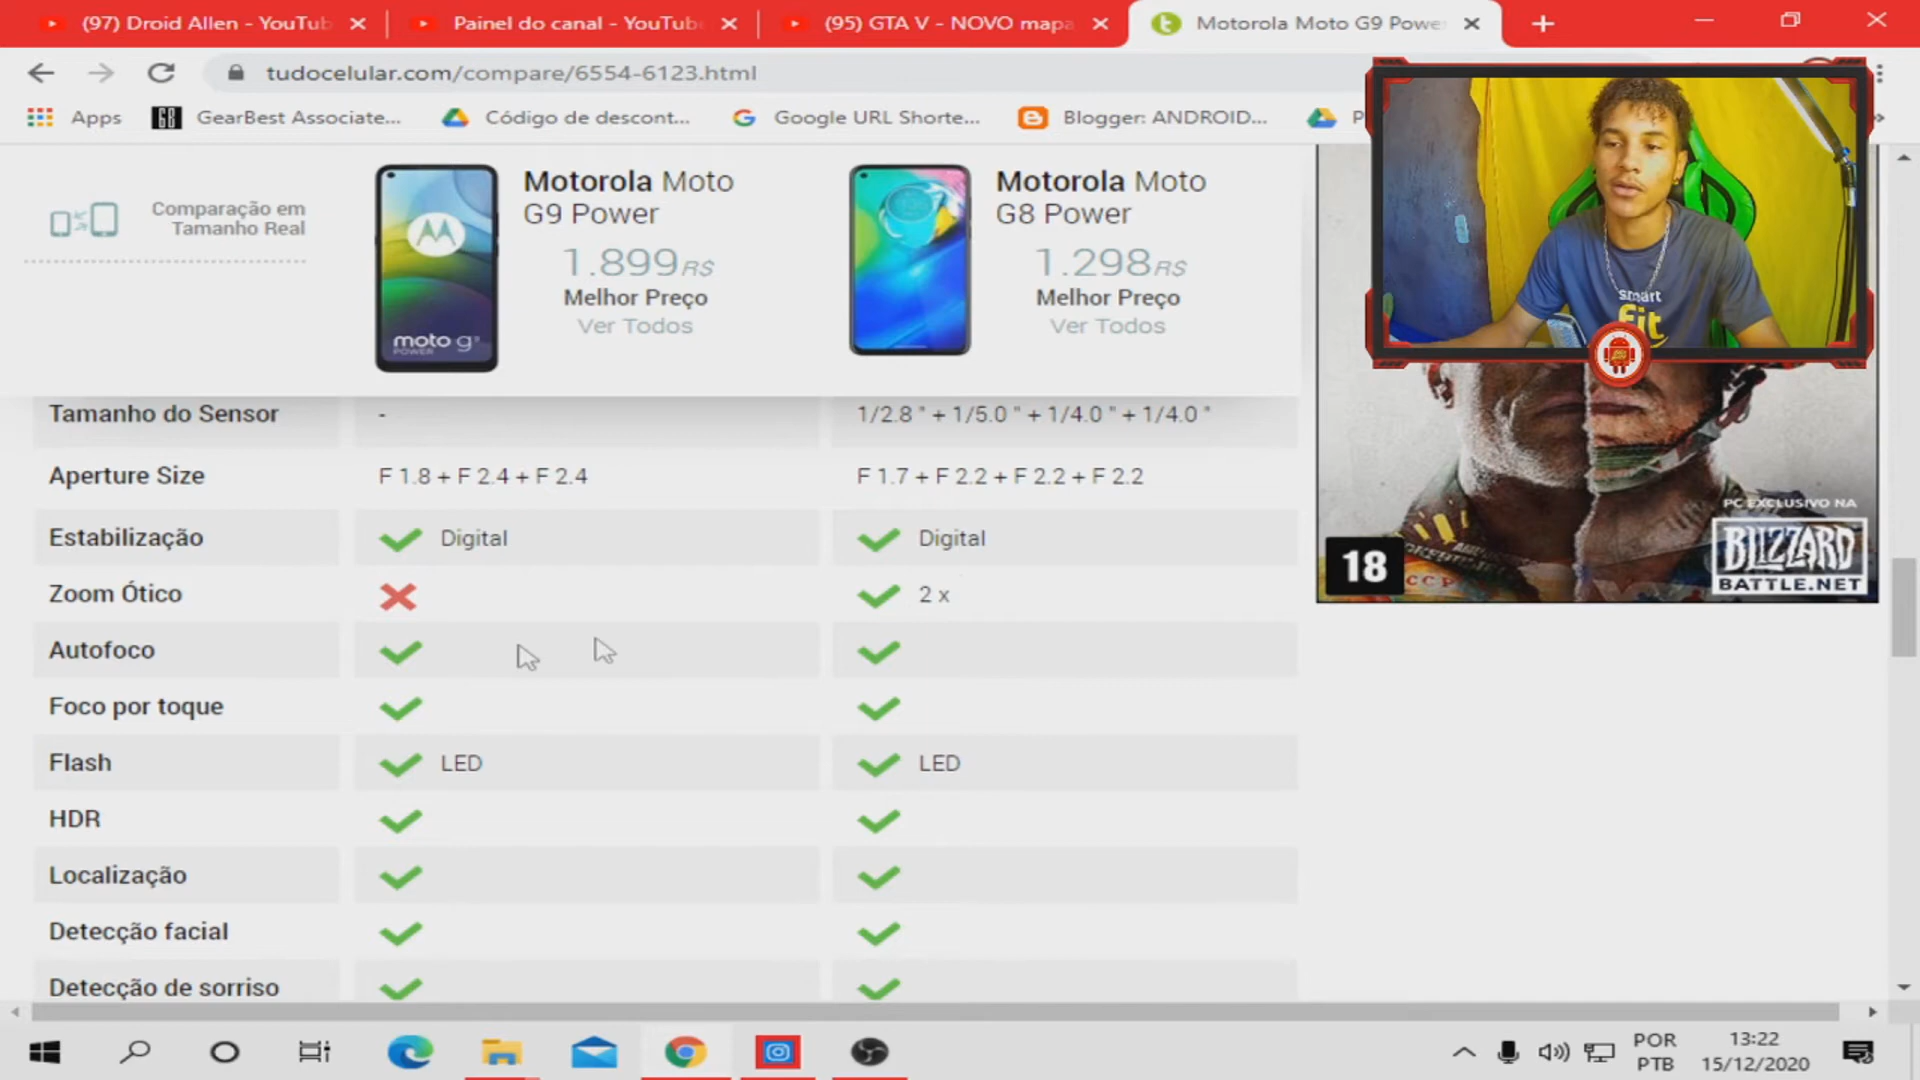 (97) Droid Allen - YouTub
Painel do canal - YouTub
(95) GTA V - NOVO mapa
Motorola Moto G9 Powe
tudocelular.com/compare/6554-6123.html
Apps
GearBest Associate...
Código de descont...
Google URL Shorte...
Blogger: ANDROID...
P
Comparação em
Tamanho Real
Motorola Moto
G9 Power
1.899 R$
Melhor Preço
Ver Todos
moto g9
POWER
Motorola Moto
G8 Power
1.298 R$
Melhor Preço
Ver Todos
smart
fit
Tamanho do Sensor - 1/2.8 " + 1/5.0 " + 1/4.0 " + 1/4.0 "
Aperture Size F 1.8 + F 2.4 + F 2.4 F 1.7 + F 2.2 + F 2.2 + F 2.2
Estabilização Digital Digital
Zoom Ótico 2 x
Autofoco
Foco por toque
Flash LED LED
HDR
Localização
Detecção facial
Detecção de sorriso
PC EXCLUSIVO NA
BLIZZARD
BATTLE.NET
18
CCP
POR
PTB
13:22
15/12/2020